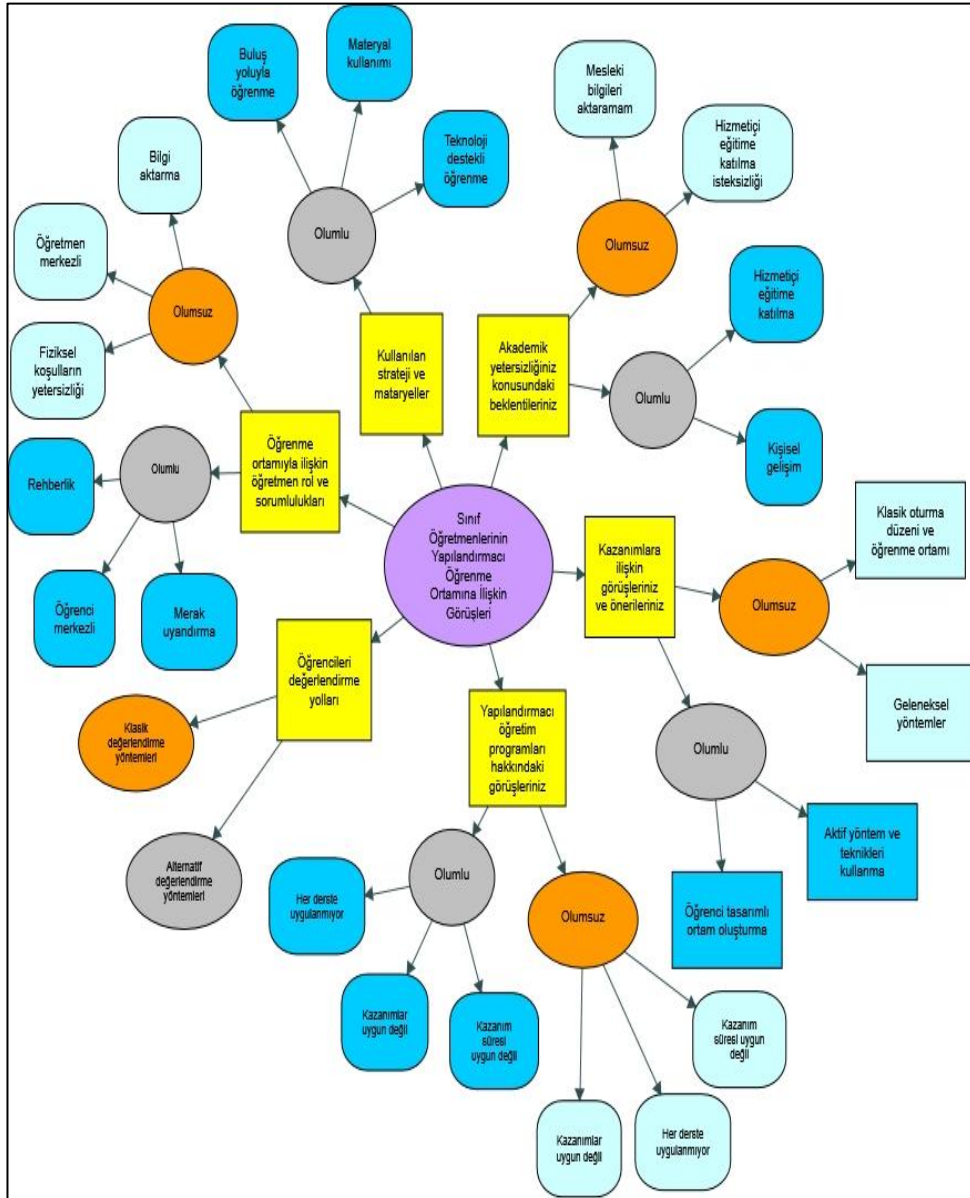 Buluş
yoluyla
öğrenme
Materyal
kullanımı
Teknoloji
destekli
öğrenme
Olumlu
Kullanılan
strateji ve
mataryeller
Mesleki
bilgileri
aktaramam
Hizmetiçi
eğitime
katılma
isteksizliği
Olumsuz
Hizmetiçi
eğitime
katılma
Olumlu
Kişisel
gelişim
Akademik
yetersizliğiniz
konusundaki
beklentileriniz
Bilgi
aktarma
Öğretmen
merkezli
Fiziksel
koşulların
yetersizliği
Olumsuz
Öğrenme
ortamıyla ilişkin
öğretmen rol ve
sorumlulukları
Olumlu
Rehberlik
Öğrenci
merkezli
Merak
uyandırma
Sınıf
Öğretmenlerinin
Yapılandırmacı
Öğrenme
Ortamına İlişkin
Görüşleri
Kazanımlara
ilişkin
görüşleriniz
ve önerileriniz
Olumsuz
Klasik oturma
düzeni ve
öğrenme ortamı
Geleneksel
yöntemler
Olumlu
Aktif yöntem ve
teknikleri
kullanma
Öğrenci tasarımlı
ortam oluşturma
Öğrencileri
değerlendirme
yolları
Klasik
değerlendirme
yöntemleri
Alternatif
değerlendirme
yöntemleri
Yapılandırmacı
öğretim
programları
hakkındaki
görüşleriniz
Olumlu
Her derste
uygulanmıyor
Kazanımlar
uygun değil
Kazanım
süresi
uygun değil
Olumsuz
Kazanım
süresi uygun
değil
Kazanımlar
uygun değil
Her derste
uygulanmıyor